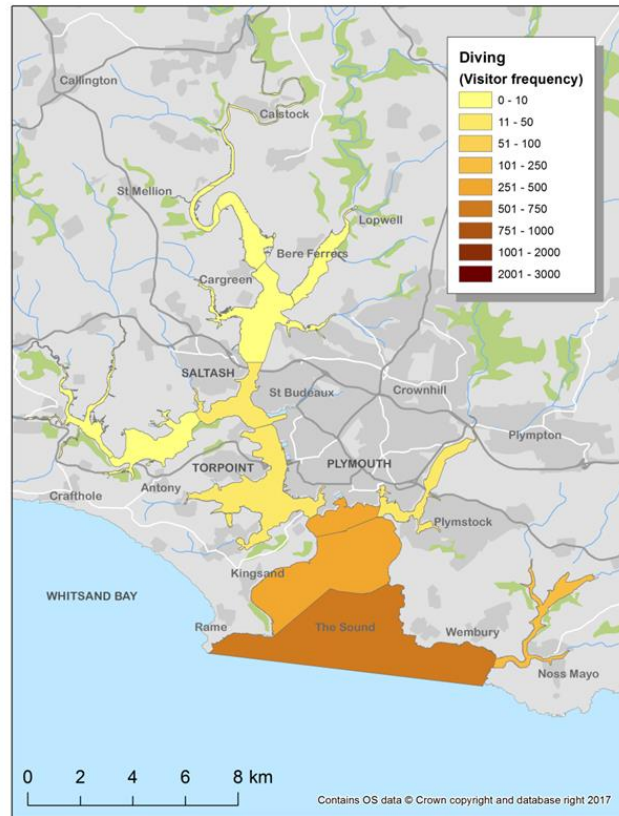 Diving
(Visitor frequency)
0 - 10
11 - 50
51 - 100
101 - 250
251 - 500
501 - 750
751 - 1000
1001 - 2000
2001 - 3000
Callington
Calstock
St Mellion
Lopwell
Bere Ferrers
Cargreen
SALTASH
St Budeaux
Crownhill
Plympton
TORPOINT
PLYMOUTH
Antony
Crafthole
Plymstock
Kingsand
WHITSAND BAY
Rame
The Sound
Wembury
Noss Mayo
0 2 4 6 8 km
Contains OS data © Crown copyright and database right 2017